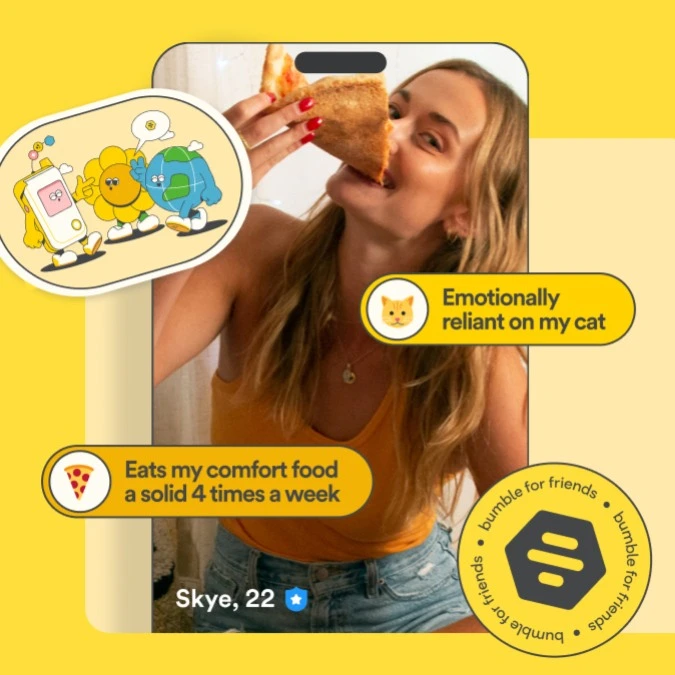 Emotionally
reliant on my cat
Eats my comfort food
a solid 4 times a week
Skye, 22
bumble for friends • bumble for friends • bumble for friends •